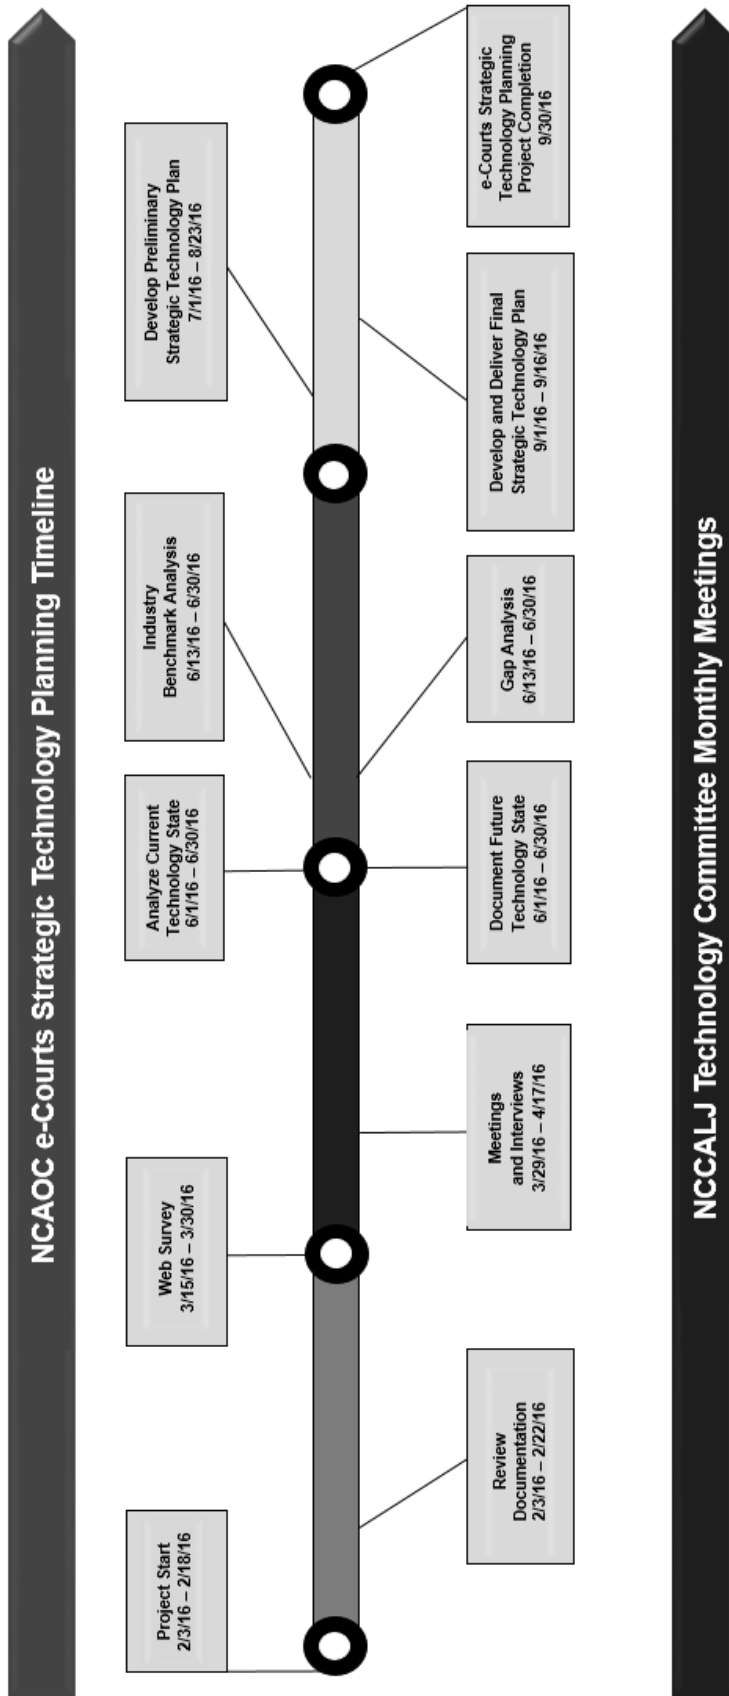 NCAOC e-Courts Strategic Technology Planning Timeline
Project Start
2/3/16 – 2/18/16
Web Survey
3/15/16 – 3/30/16
Analyze Current
Technology State
6/1/16 – 6/30/16
Industry
Benchmark Analysis
6/13/16 – 6/30/16
Develop Preliminary
Strategic Technology Plan
7/1/16 – 8/23/16
Review
Documentation
2/3/16 – 2/22/16
Meetings
and Interviews
3/29/16 – 4/17/16
Document Future
Technology State
6/1/16 – 6/30/16
Gap Analysis
6/13/16 – 6/30/16
Develop and Deliver Final
Strategic Technology Plan
9/1/16 – 9/16/16
e-Courts Strategic
Technology Planning
Project Completion
9/30/16
NCCALJ Technology Committee Monthly Meetings